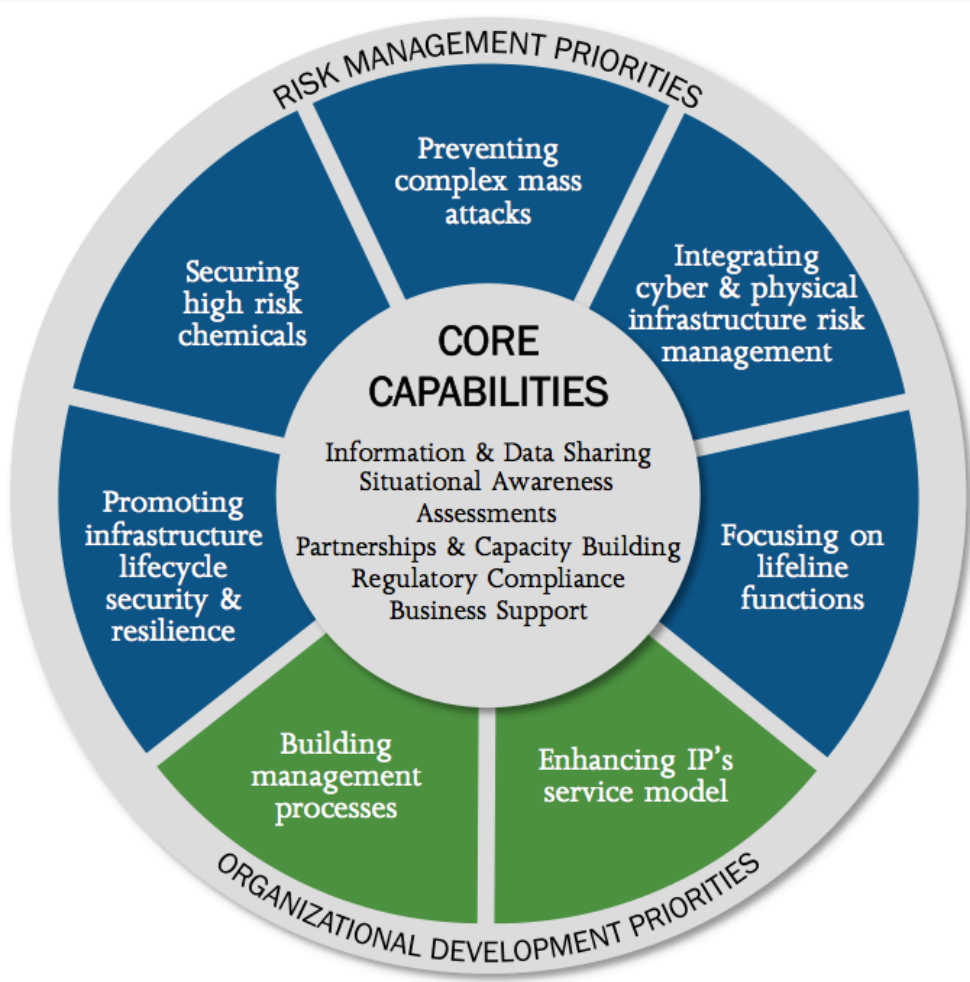 RISK MANAGEMENT PRIORITIES
Preventing
complex mass
attacks
Integrating
cyber & physical
infrastructure risk
management
Securing
high risk
chemicals
CORE
CAPABILITIES
Information & Data Sharing
Situational Awareness
Assessments
Partnerships & Capacity Building
Regulatory Compliance
Business Support
Promoting
infrastructure
lifecycle
security &
resilience
Focusing on
lifeline
functions
Building
management
processes
Enhancing IP's
service model
ORGANIZATIONAL DEVELOPMENT PRIORITIES